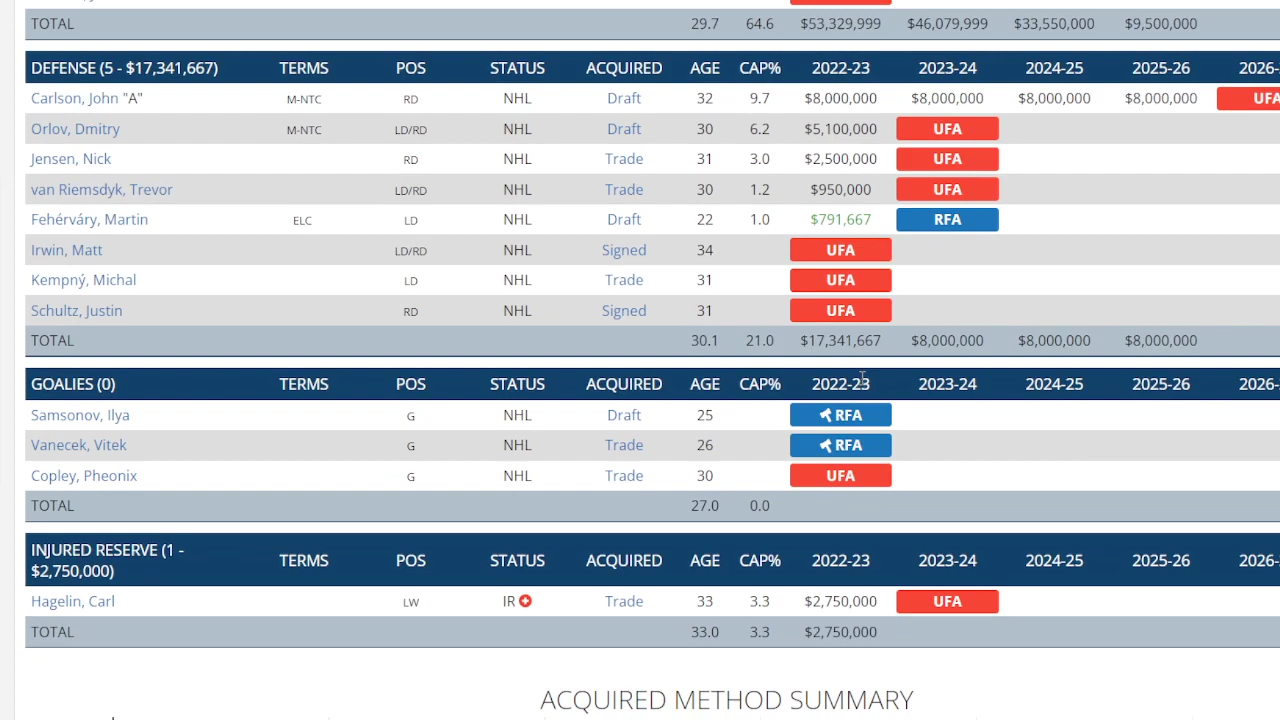 TOTAL 29.7 64.6 $53,329,999 $46,079,999 $33,550,000 $9,500,000
DEFENSE (5 - $17,341,667) TERMS POS STATUS ACQUIRED AGE CAP% 2022-23 2023-24 2024-25 2025-26 2026-
Carlson, John "A" M-NTC RD NHL Draft 32 9.7 $8,000,000 $8,000,000 $8,000,000 $8,000,000 UFA
Orlov, Dmitry M-NTC LD/RD NHL Draft 30 6.2 $5,100,000 UFA
Jensen, Nick RD NHL Trade 31 3.0 $2,500,000 UFA
van Riemsdyk, Trevor LD/RD NHL Trade 30 1.2 $950,000 UFA
Fehérváry, Martin ELC LD NHL Draft 22 1.0 $791,667 RFA
Irwin, Matt LD/RD NHL Signed 34 UFA
Kempný, Michal LD NHL Trade 31 UFA
Schultz, Justin RD NHL Signed 31 UFA
TOTAL 30.1 21.0 $17,341,667 $8,000,000 $8,000,000 $8,000,000
GOALIES (0) TERMS POS STATUS ACQUIRED AGE CAP% 2022-23 2023-24 2024-25 2025-26 2026-
Samsonov, Ilya G NHL Draft 25 RFA
Vanecek, Vitek G NHL Trade 26 RFA
Copley, Pheonix G NHL Trade 30 UFA
TOTAL 27.0 0.0
INJURED RESERVE (1 -
$2,750,000) TERMS POS STATUS ACQUIRED AGE CAP% 2022-23 2023-24 2024-25 2025-26 2026-
Hagelin, Carl LW IR Trade 33 3.3 $2,750,000 UFA
TOTAL 33.0 3.3 $2,750,000
ACQUIRED METHOD SUMMARY